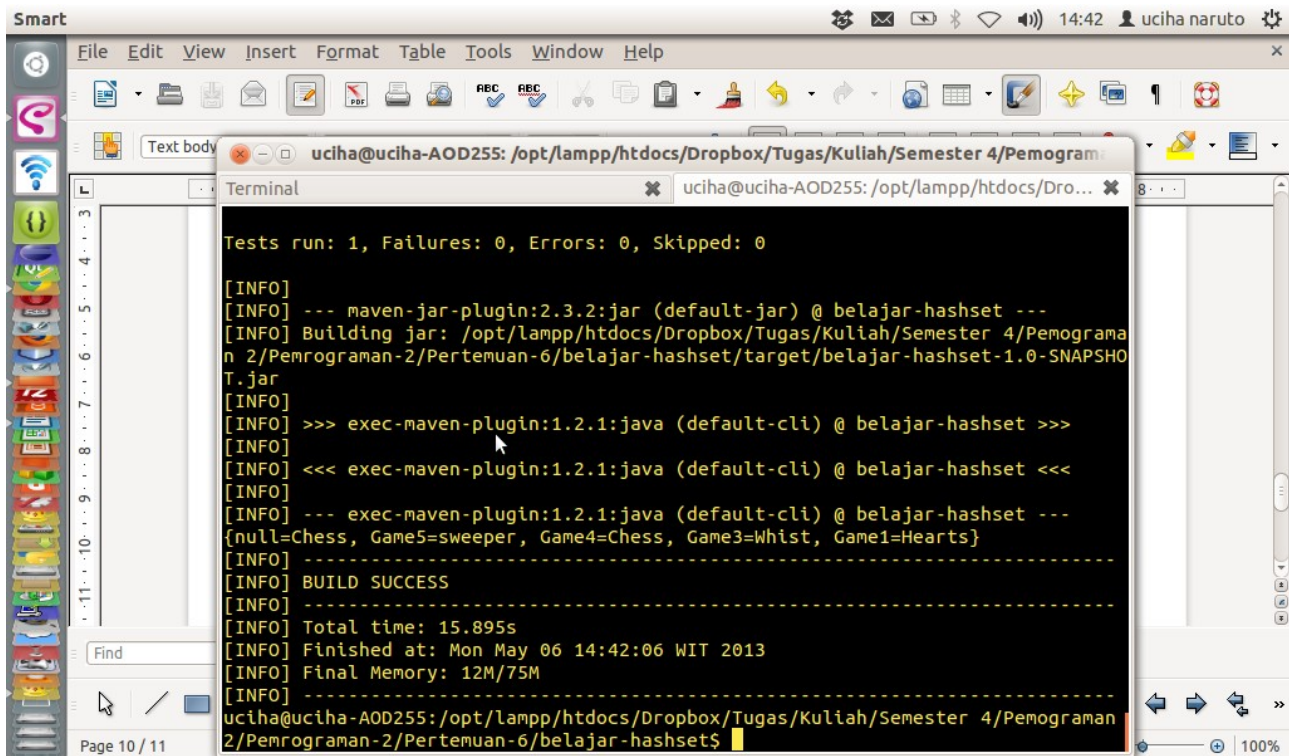 Smart
14:42 uciha naruto
File Edit View Insert Format Table Tools Window Help
Text body
uciha@uciha-AOD255: /opt/lampp/htdocs/Dropbox/Tugas/Kuliah/Semester 4/Pemogram
Terminal
uciha@uciha-AOD255: /opt/lampp/htdocs/Dro...
Tests run: 1, Failures: 0, Errors: 0, Skipped: 0
[INFO]
[INFO] --- maven-jar-plugin:2.3.2:jar (default-jar) @ belajar-hashset ---
[INFO] Building jar: /opt/lampp/htdocs/Dropbox/Tugas/Kuliah/Semester 4/Pemograma
n 2/Pemrograman-2/Pertemuan-6/belajar-hashset/target/belajar-hashset-1.0-SNAPSHO
T.jar
[INFO]
[INFO] >>> exec-maven-plugin:1.2.1:java (default-cli) @ belajar-hashset >>>
[INFO]
[INFO] <<< exec-maven-plugin:1.2.1:java (default-cli) @ belajar-hashset <<<
[INFO]
[INFO] --- exec-maven-plugin:1.2.1:java (default-cli) @ belajar-hashset ---
{null=Chess, Game5=sweeper, Game4=Chess, Game3=Whist, Game1=Hearts}
[INFO] ------------------------------------------------------------------------
[INFO] BUILD SUCCESS
[INFO] ------------------------------------------------------------------------
[INFO] Total time: 15.895s
[INFO] Finished at: Mon May 06 14:42:06 WIT 2013
[INFO] Final Memory: 12M/75M
[INFO] ------------------------------------------------------------------------
uciha@uciha-AOD255:/opt/lampp/htdocs/Dropbox/Tugas/Kuliah/Semester 4/Pemograman
2/Pemrograman-2/Pertemuan-6/belajar-hashset$
Find
Page 10 / 11
100%